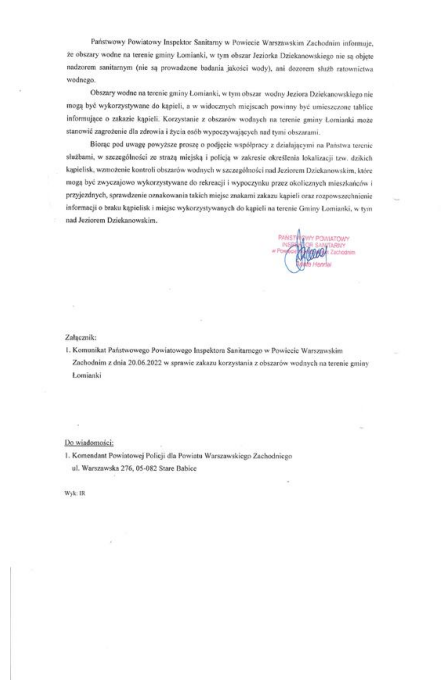 Państwowy Powiatowy Inspektor Sanitarny w Powiecie Warszawskim Zachodnim informuje,
że obszary wodne na terenie gminy Łomianki, w tym obszar Jeziorka Dziekanowskiego nie są objęte
nadzorem sanitarnym (nie są prowadzone badania jakości wody), ani dozorem służb ratownictwa
wodnego.
Obszary wodne na terenie gminy Łomianki, w tym obszar wodny Jeziora Dziekanowskiego nie
mogą być wykorzystywane do kąpieli, a w widocznych miejscach powinny być umieszczone tablice
informujące o zakazie kąpieli. Korzystanie z obszarów wodnych na terenie gminy Łomianki może
stanowić zagrożenie dla zdrowia i życia osób wypoczywających nad tymi obszarami.
Biorąc pod uwagę powyższe proszę o podjęcie współpracy z działającymi na Państwa terenie
służbami, w szczególności ze strażą miejską i policją w zakresie określenia lokalizacji tzw. dzikich
kąpielisk, wzmożenie kontroli obszarów wodnych w szczególności nad Jeziorem Dziekanowskim, które
mogą być zwyczajowo wykorzystywane do rekreacji i wypoczynku przez okolicznych mieszkańców i
przyjezdnych, sprawdzenie oznakowania takich miejsc znakami zakazu kąpieli oraz rozpowszechnienie
informacji o braku kąpielisk i miejsc wykorzystywanych do kąpieli na terenie Gminy Łomianki, w tym
nad Jeziorem Dziekanowskim.
PAŃSTWOWY POWIATOWY
INSPEKTOR SANITARNY
w Powiecie Zachodnim
Załącznik:
1. Komunikat Państwowego Powiatowego Inspektora Sanitarnego w Powiecie Warszawskim
Zachodnim z dnia 20.06.2022 w sprawie zakazu korzystania z obszarów wodnych na terenie gminy
Łomianki
Do wiadomości:
1. Komendant Powiatowej Policji dla Powiatu Warszawskiego Zachodniego
ul. Warszawska 276, 05-082 Stare Babice
Wyk: IR